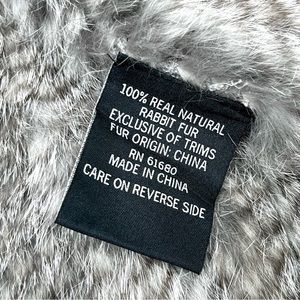 100% REAL NATURAL
RABBIT FUR
EXCLUSIVE OF TRIMS
FUR ORIGIN: CHINA
RN 61680
MADE IN CHINA
CARE ON REVERSE SIDE